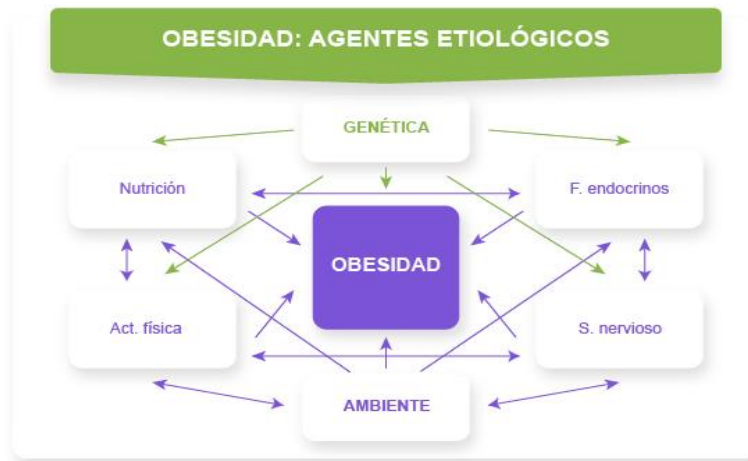 OBESIDAD: AGENTES ETIOLÓGICOS
GENÉTICA
Nutrición
F. endocrinos
OBESIDAD
Act. física
S. nervioso
AMBIENTE